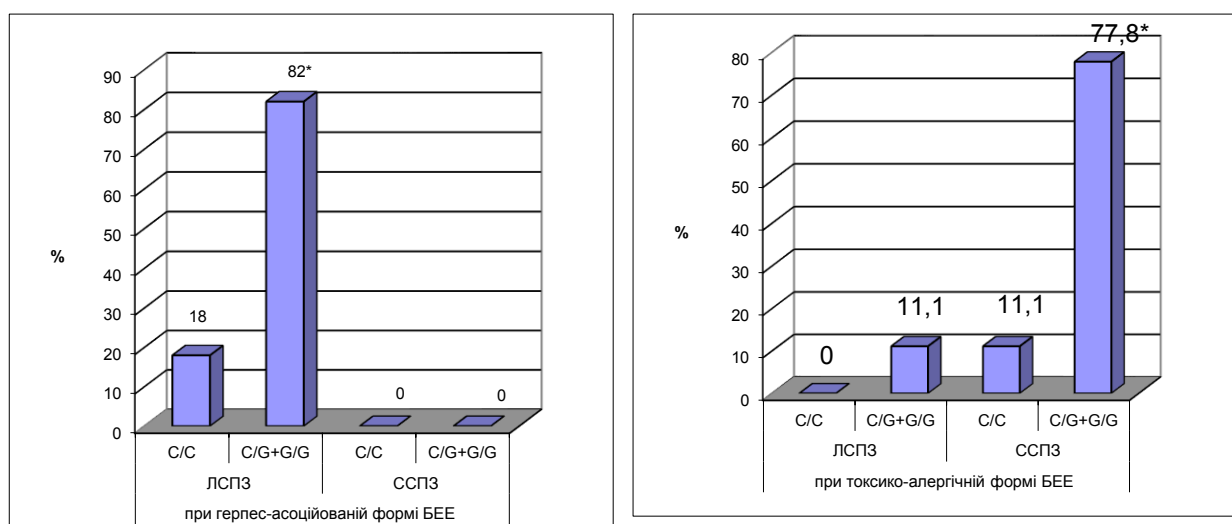 90
80
70
60
50
40
30
20
10
0
%
18
82*
0
0
C/C
C/G+G/G
C/C
C/G+G/G
ЛСПЗ
ССПЗ
при герпес-асоційованій формі БЕЕ
80
70
60
50
40
30
20
10
0
%
0
11,1
11,1
77,8*
C/C
C/G+G/G
C/C
C/G+G/G
ЛСПЗ
ССПЗ
при токсико-алергічній формі БЕЕ